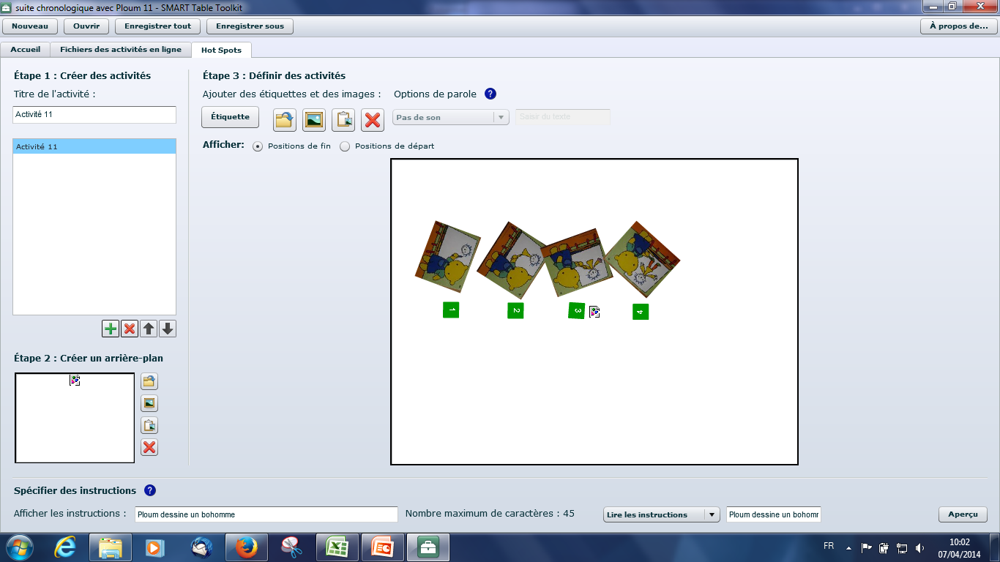 suite chronologique avec Ploum 11 - SMART Table Toolkit
Nouveau Ouvrir Enregistrer tout Enregistrer sous À propos de...
Accueil Fichiers des activités en ligne Hot Spots
Étape 1 : Créer des activités
Titre de l'activité :
Activité 11
Activité 11
Étape 2 : Créer un arrière-plan
Étape 3 : Définir des activités
Ajouter des étiquettes et des images : Options de parole ?
Étiquette Pas de son Saisir du texte
Afficher: Positions de fin Positions de départ
1 2 3 4
Spécifier des instructions ?
Afficher les instructions : Ploum dessine un bohomme Nombre maximum de caractères : 45 Lire les instructions Ploum dessine un bohomr Aperçu
FR 10:02
07/04/2014